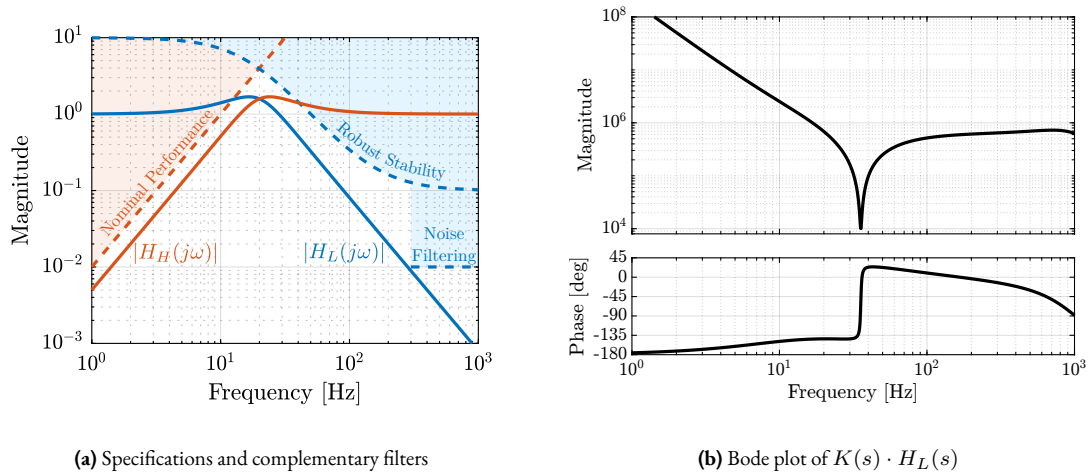 10^1
10^0
10^{-1}
10^{-2}
10^{-3}
Magnitude
Nominal Performance
Robust Stability
Noise
Filtering
|H_H(jω)|
|H_L(jω)|
10^0
10^1
10^2
10^3
Frequency [Hz]
(a) Specifications and complementary filters
10^8
10^6
10^4
Magnitude
45
0
-45
-90
-135
-180
Phase [deg]
10^0
10^1
10^2
10^3
Frequency [Hz]
(b) Bode plot of K(s) · H_L(s)